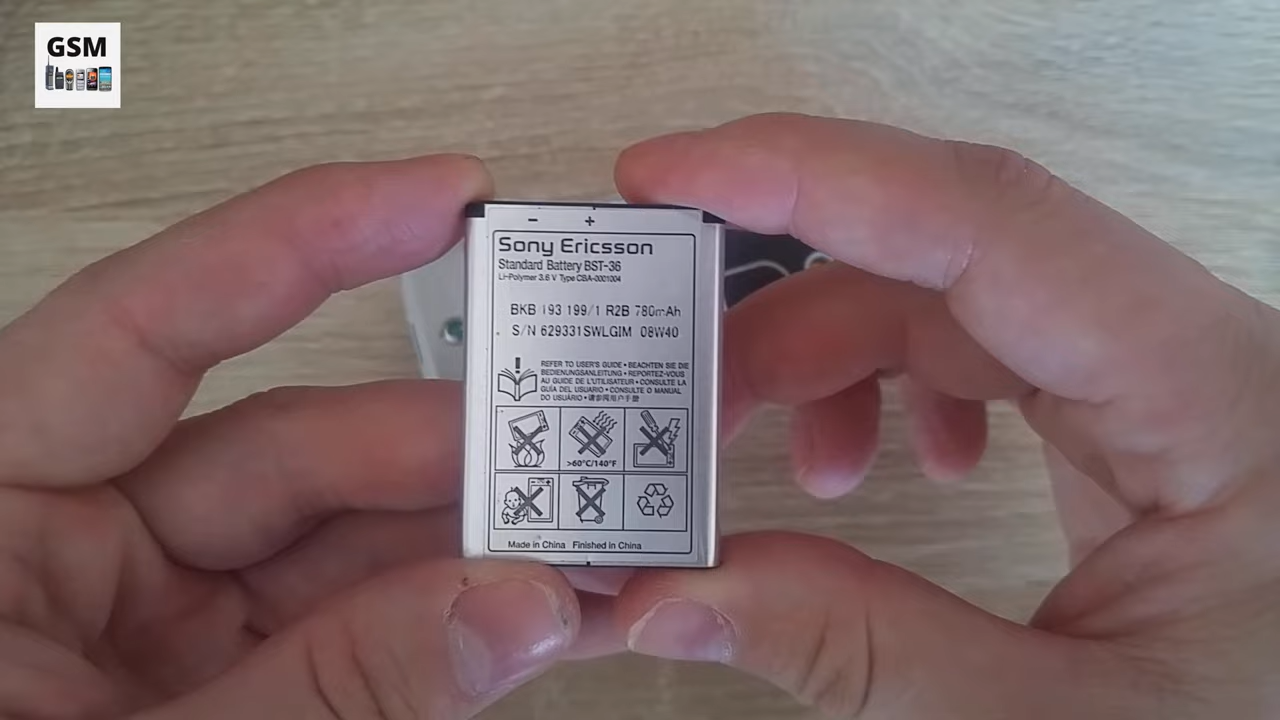 GSM
- +
Sony Ericsson
Standard Battery BST-36
Li-Polymer 3.6 V Type CBA-0001004
BKB 193 199/1 R2B 780mAh
S/N 629331SWLGIM 08W40
REFER TO USER'S GUIDE • BEACHTEN SIE DIE
BEDIENUNGSANLEITUNG • REPORTEZ-VOUS
AU GUIDE DE L'UTILISATEUR • CONSULTE LA
GUÍA DEL USUARIO • CONSULTE O MANUAL
DO USUÁRIO • 请参阅用户手册
>60°C/140°F
Made in China Finished in China